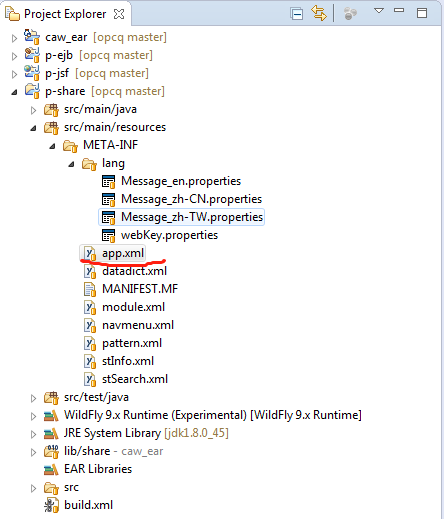 Project Explorer
caw_ear [opcq master]
p-ejb [opcq master]
p-jsf [opcq master]
p-share [opcq master]
src/main/java
src/main/resources
META-INF
lang
Message_en.properties
Message_zh-CN.properties
Message_zh-TW.properties
webKey.properties
app.xml
datadict.xml
MANIFEST.MF
module.xml
navmenu.xml
pattern.xml
stInfo.xml
stSearch.xml
src/test/java
WildFly 9.x Runtime (Experimental) [WildFly 9.x Runtime]
JRE System Library [jdk1.8.0_45]
lib/share - caw_ear
EAR Libraries
src
build.xml